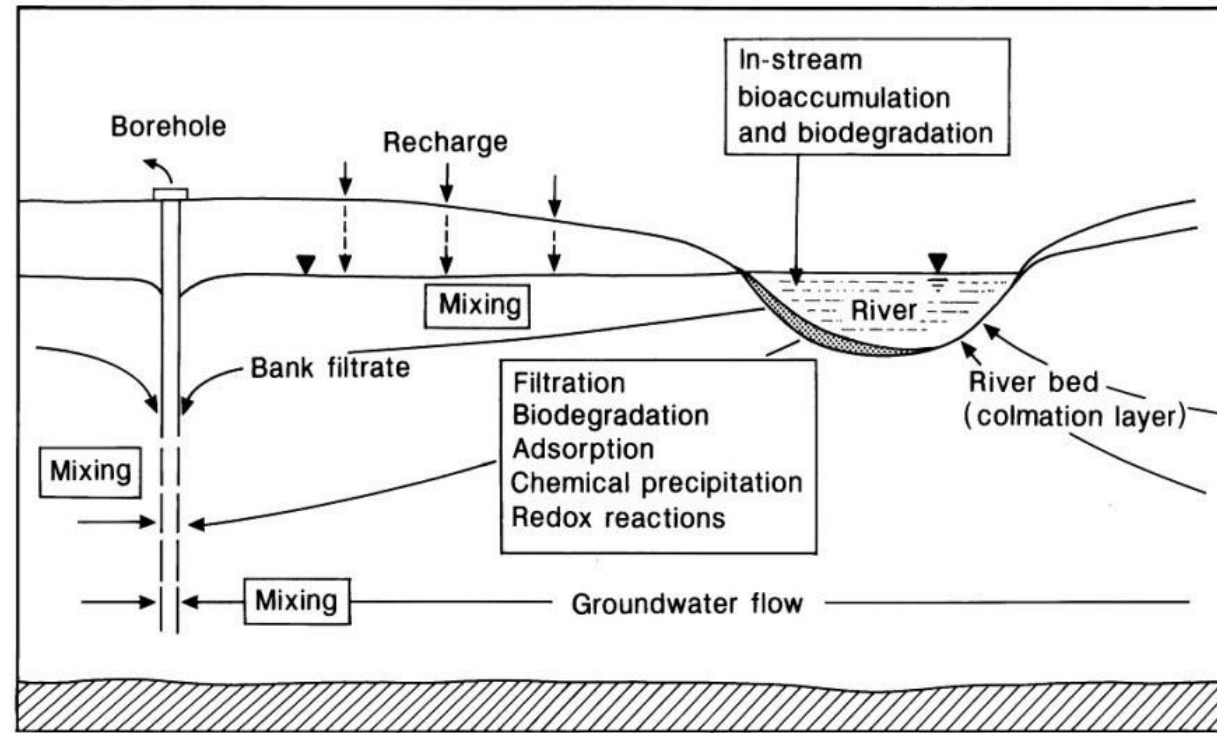 In-stream
bioaccumulation
and biodegradation
Borehole
Recharge
Mixing
River
Bank filtrate
Filtration
Biodegradation
Adsorption
Chemical precipitation
Redox reactions
River bed
(colmation layer)
Mixing
Mixing
Groundwater flow